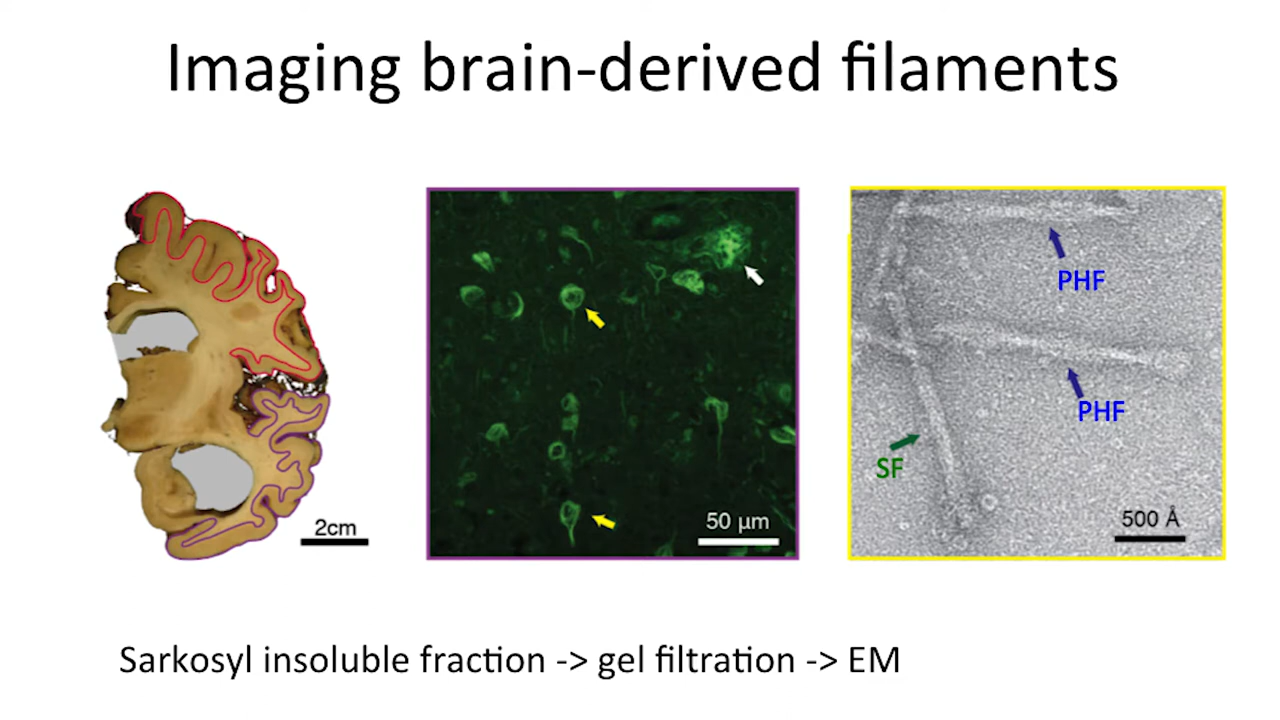 Imaging brain-derived filaments
2cm
50 µm
PHF
PHF
SF
500 Å
Sarkosyl insoluble fraction -> gel filtration -> EM